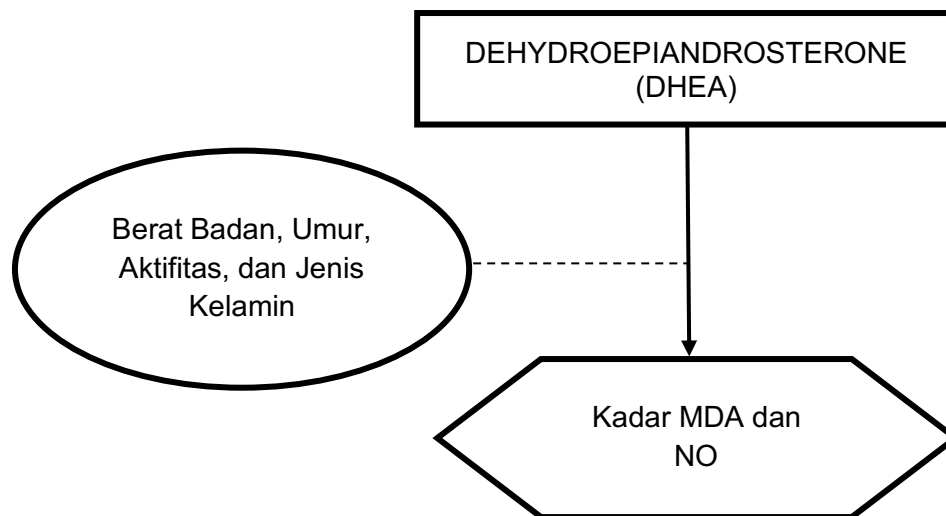 DEHYDROEPIANDROSTERONE
(DHEA)
Berat Badan, Umur,
Aktifitas, dan Jenis
Kelamin
Kadar MDA dan
NO